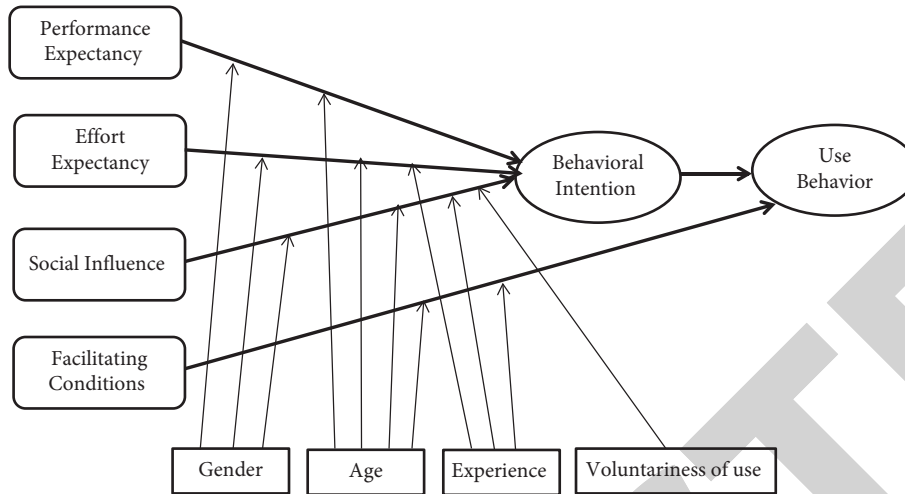 Performance
Expectancy
Effort
Expectancy
Social Influence
Facilitating
Conditions
Behavioral
Intention
Use
Behavior
Gender
Age
Experience
Voluntariness of use